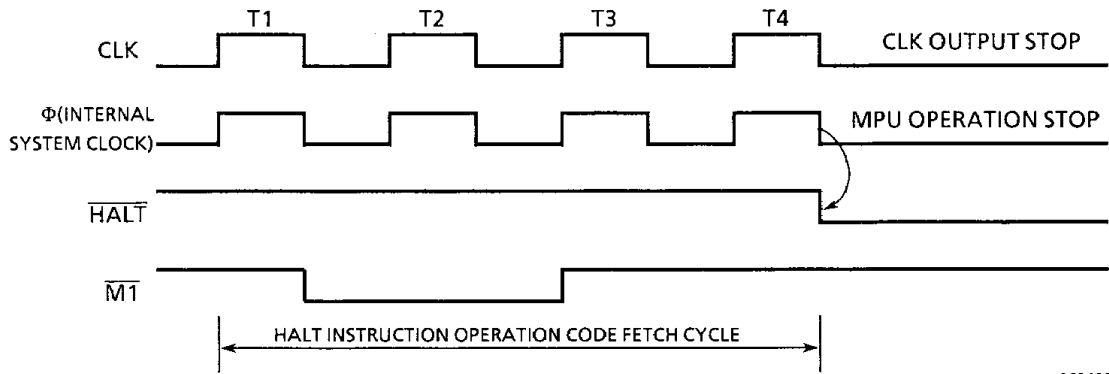 T1 T2 T3 T4
CLK CLK OUTPUT STOP
Φ(INTERNAL
SYSTEM CLOCK) MPU OPERATION STOP
HALT
M1
HALT INSTRUCTION OPERATION CODE FETCH CYCLE